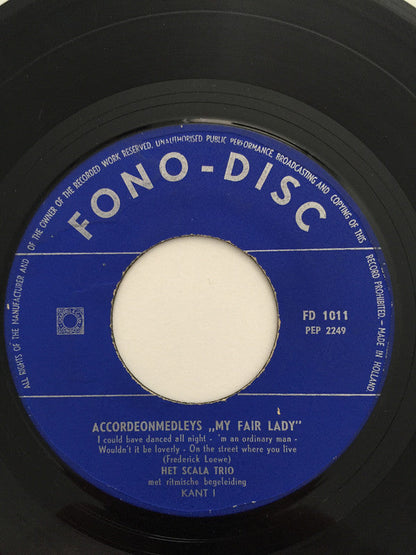 ALL RIGHTS OF THE MANUFACTURER AND OF THE OWNER OF THE RECORDED WORK RESERVED. UNAUTHORISED PUBLIC PERFORMANCE, BROADCASTING AND COPYING OF THIS RECORD PROHIBITED. - MADE IN HOLLAND
FONO-DISC
FD 1011
PEP 2249
ACCORDEONMEDLEYS „MY FAIR LADY"
I could have danced all night - 'm an ordinary man -
Wouldn't it be loverly - On the street where you live
(Frederick Loewe)
HET SCALA TRIO
met ritmische begeleiding
KANT I